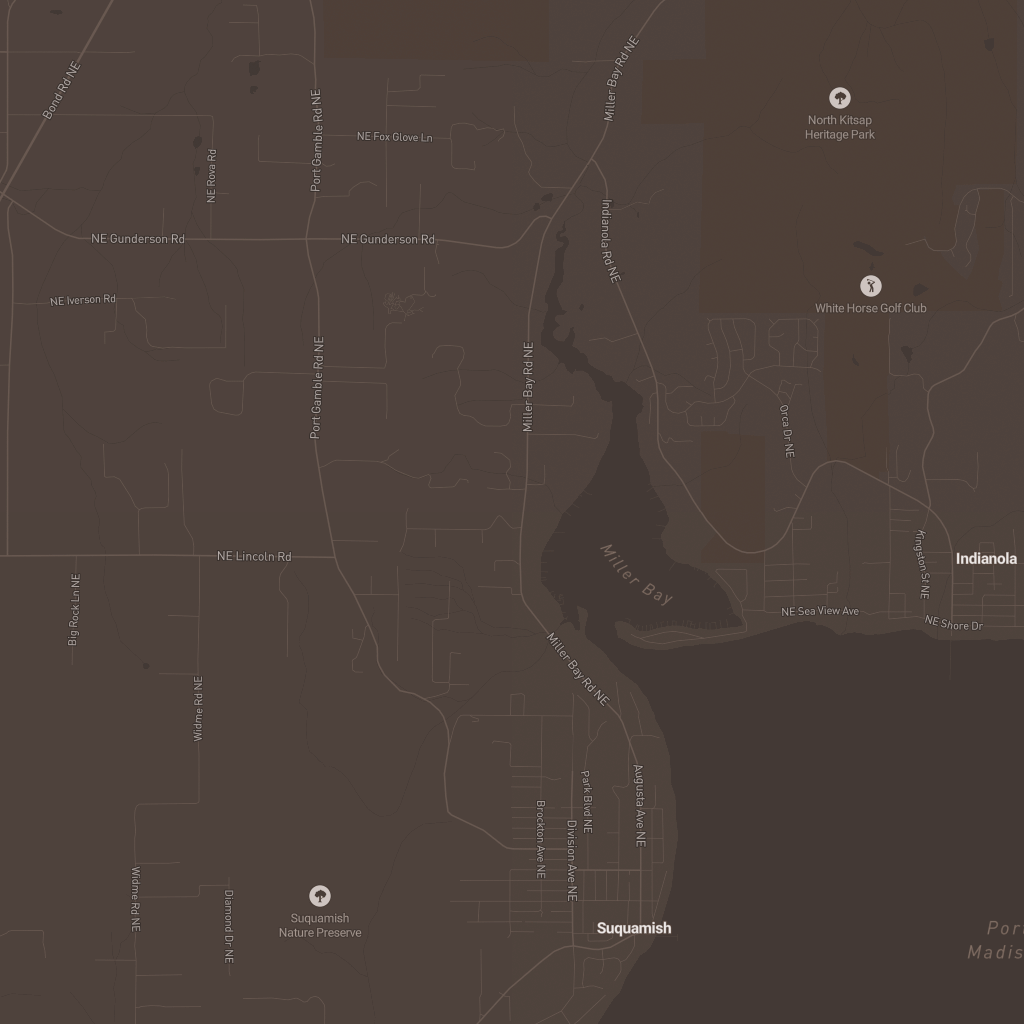 Bond Rd NE
Miller Bay Rd NE
North Kitsap
Heritage Park
Port Gamble Rd NE
NE Fox Glove Ln
NE Rova Rd
NE Gunderson Rd
NE Gunderson Rd
Indianola Rd NE
NE Iverson Rd
White Horse Golf Club
Port Gamble Rd NE
Miller Bay Rd NE
Orca Dr NE
NE Lincoln Rd
Miller Bay
Kingston St NE
Indianola
Big Rock Ln NE
NE Sea View Ave
NE Shore Dr
Miller Bay Rd NE
Widme Rd NE
Park Blvd NE
Augusta Ave NE
Brockton Ave NE
Division Ave NE
Widme Rd NE
Diamond Dr NE
Suquamish
Nature Preserve
Suquamish
Por
Madis